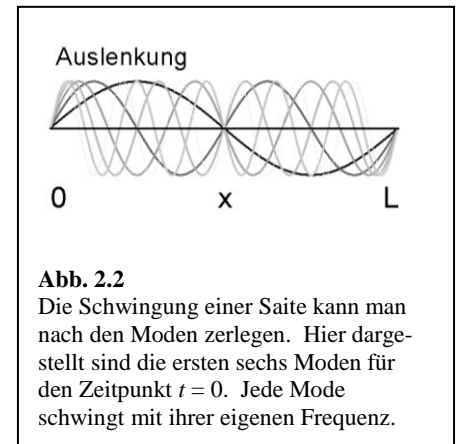 Auslenkung
0 x L
Abb. 2.2
Die Schwingung einer Saite kann man
nach den Moden zerlegen. Hier darge-
stellt sind die ersten sechs Moden für
den Zeitpunkt t = 0. Jede Mode
schwingt mit ihrer eigenen Frequenz.